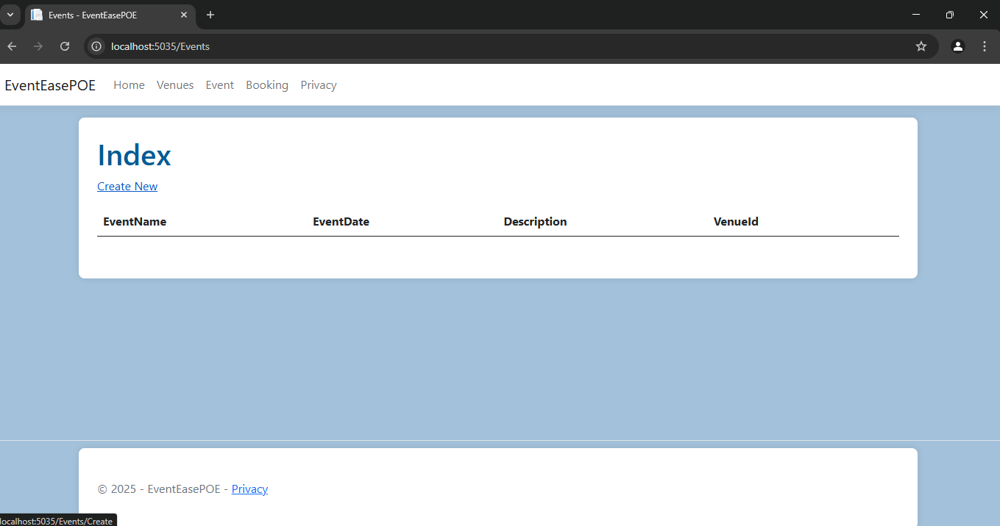 Events - EventEasePOE
localhost:5035/Events
EventEasePOE Home Venues Event Booking Privacy
Index
Create New
EventName EventDate Description VenueId
© 2025 - EventEasePOE - Privacy
localhost:5035/Events/Create